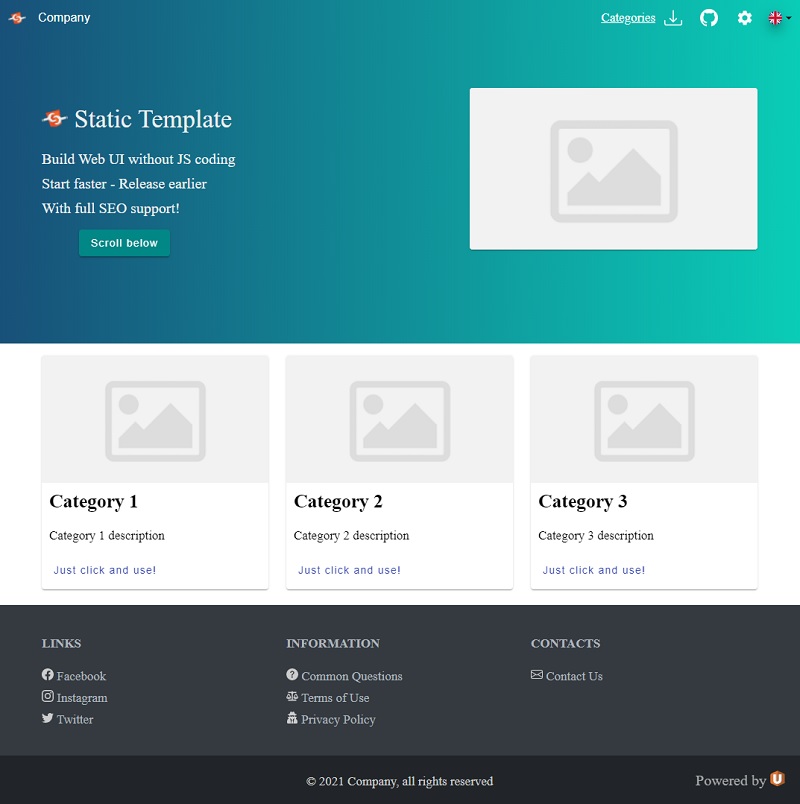 Company
Categories
Static Template
Build Web UI without JS coding
Start faster - Release earlier
With full SEO support!
Scroll below
Category 1
Category 1 description
Just click and use!
Category 2
Category 2 description
Just click and use!
Category 3
Category 3 description
Just click and use!
LINKS
Facebook
Instagram
Twitter
INFORMATION
Common Questions
Terms of Use
Privacy Policy
CONTACTS
Contact Us
© 2021 Company, all rights reserved
Powered by U